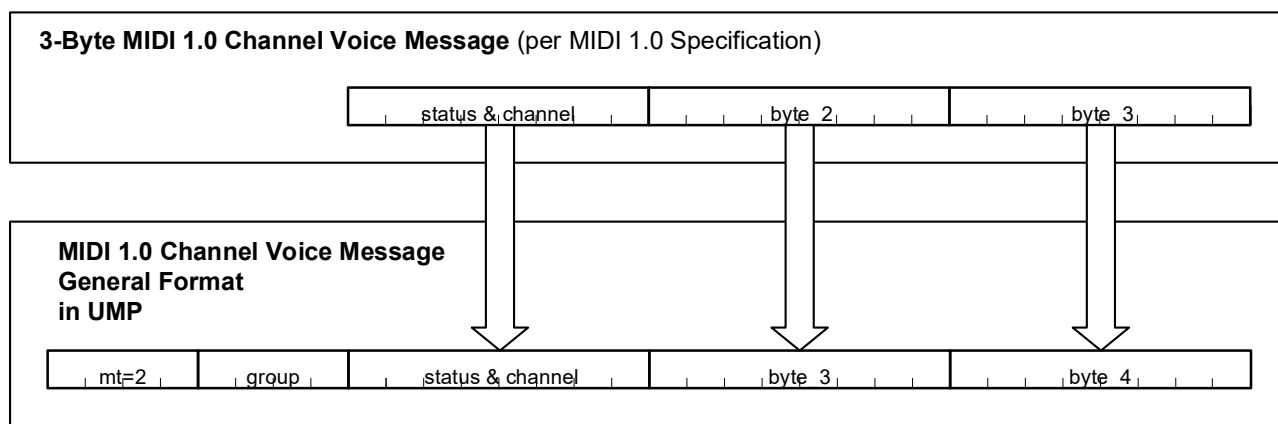 3-Byte MIDI 1.0 Channel Voice Message (per MIDI 1.0 Specification)
status & channel byte 2 byte 3
MIDI 1.0 Channel Voice Message
General Format
in UMP
mt=2 group status & channel byte 3 byte 4